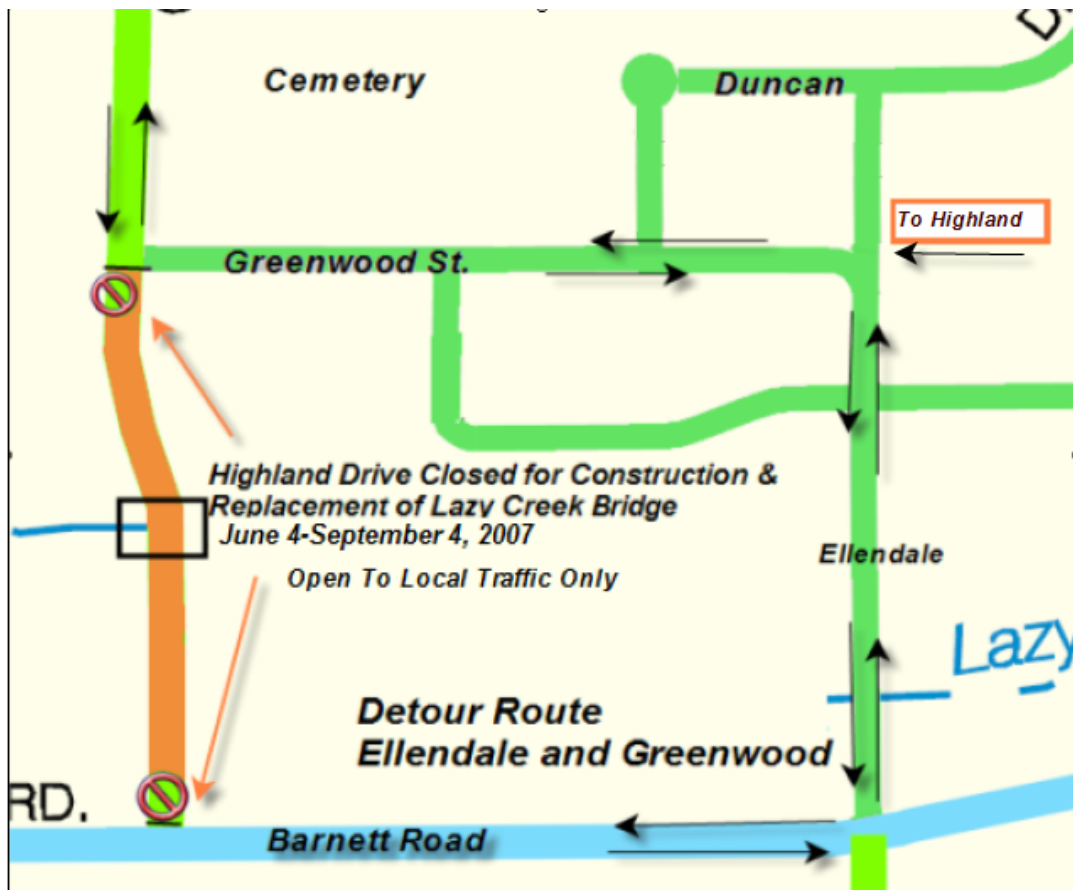 Cemetery
Duncan
To Highland
Greenwood St.
Highland Drive Closed for Construction &
Replacement of Lazy Creek Bridge
June 4-September 4, 2007
Open To Local Traffic Only
Ellendale
Lazy
Detour Route
Ellendale and Greenwood
RD.
Barnett Road